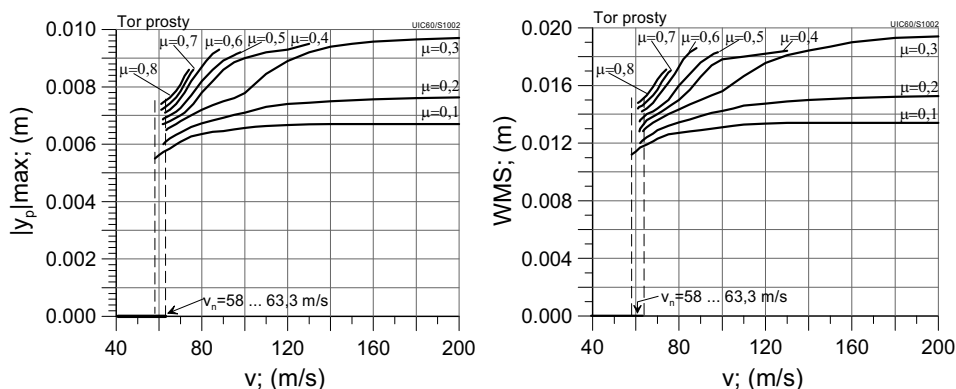 Tor prosty
UIC60/S1002
0.010
0.008
0.006
0.004
0.002
0.000
|yₚ|max; (m)
μ=0,8
μ=0,7
μ=0,6
μ=0,5
μ=0,4
μ=0,3
μ=0,2
μ=0,1
vₙ=58 ... 63,3 m/s
40 80 120 160 200
v; (m/s)
Tor prosty
UIC60/S1002
0.020
0.016
0.012
0.008
0.004
0.000
WMS; (m)
μ=0,8
μ=0,7
μ=0,6
μ=0,5
μ=0,4
μ=0,3
μ=0,2
μ=0,1
vₙ=58 ... 63,3 m/s
40 80 120 160 200
v; (m/s)